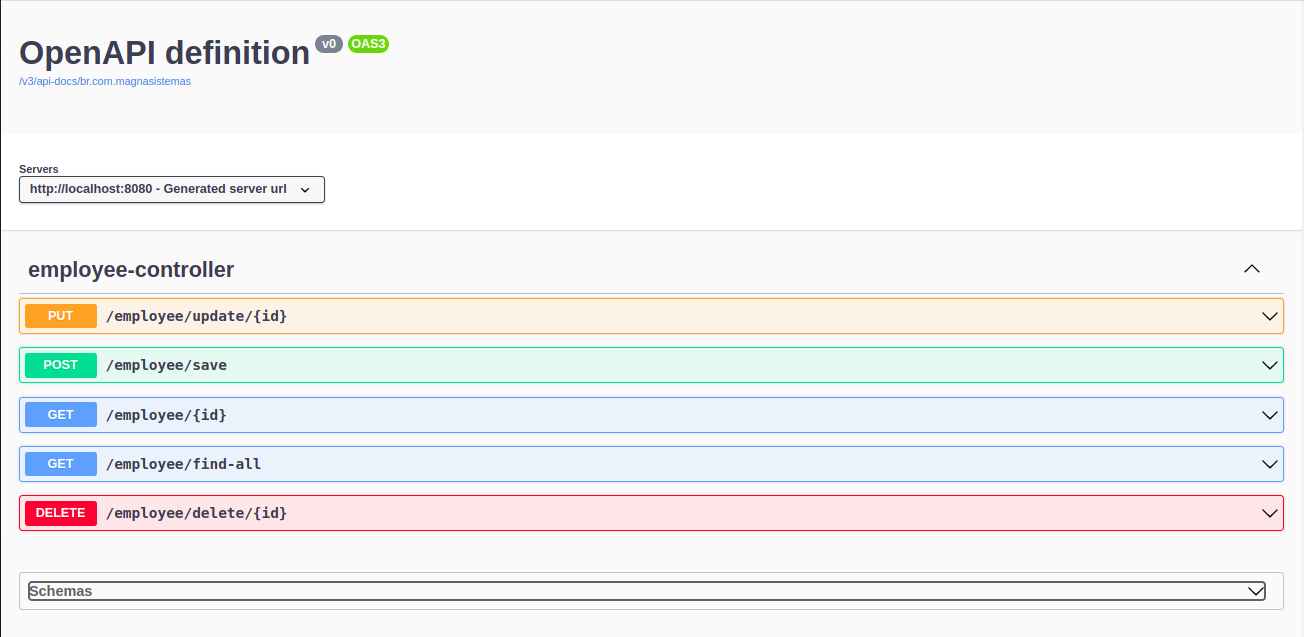 OpenAPI definition v0 OAS3
/v3/api-docs/br.com.magnasistemas
Servers
http://localhost:8080 - Generated server url
employee-controller
PUT /employee/update/{id}
POST /employee/save
GET /employee/{id}
GET /employee/find-all
DELETE /employee/delete/{id}
Schemas